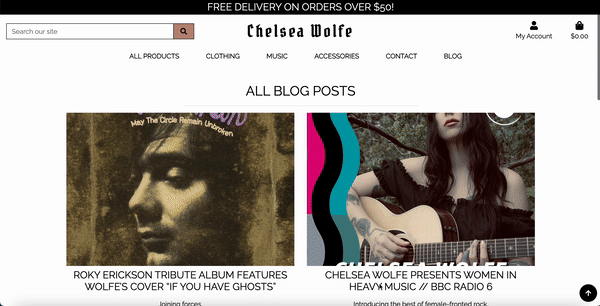 FREE DELIVERY ON ORDERS OVER $50!
Search our site
Chelsea Wolfe
My Account
$0.00
ALL PRODUCTS
CLOTHING
MUSIC
ACCESSORIES
CONTACT
BLOG
ALL BLOG POSTS
May The Circle Remain Unbroken
CHELSEA WOLFE
ROKY ERICKSON TRIBUTE ALBUM FEATURES
WOLFE'S COVER "IF YOU HAVE GHOSTS"
CHELSEA WOLFE PRESENTS WOMEN IN
HEAVY MUSIC // BBC RADIO 6
Joining forces
Introducing the best of female-fronted rock